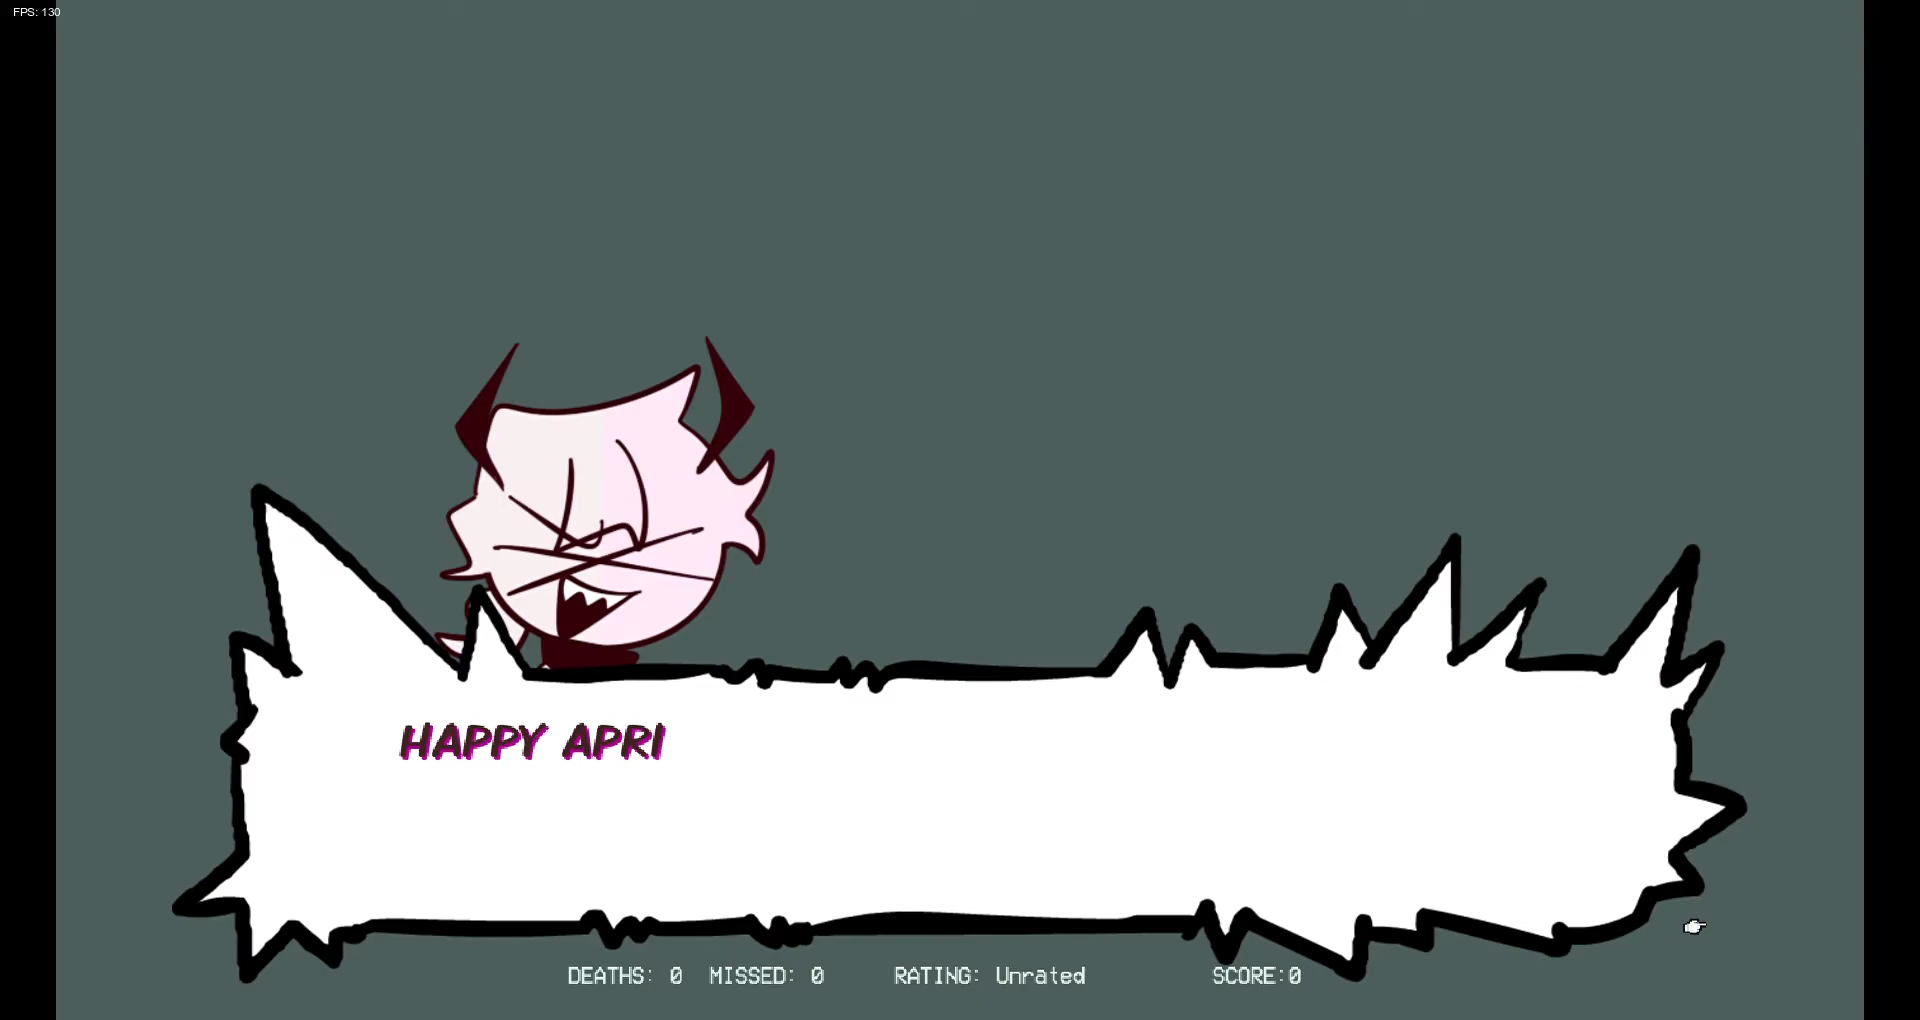 FPS: 130
HAPPY APRI
DEATHS: 0 MISSED: 0 RATING: Unrated SCORE:0